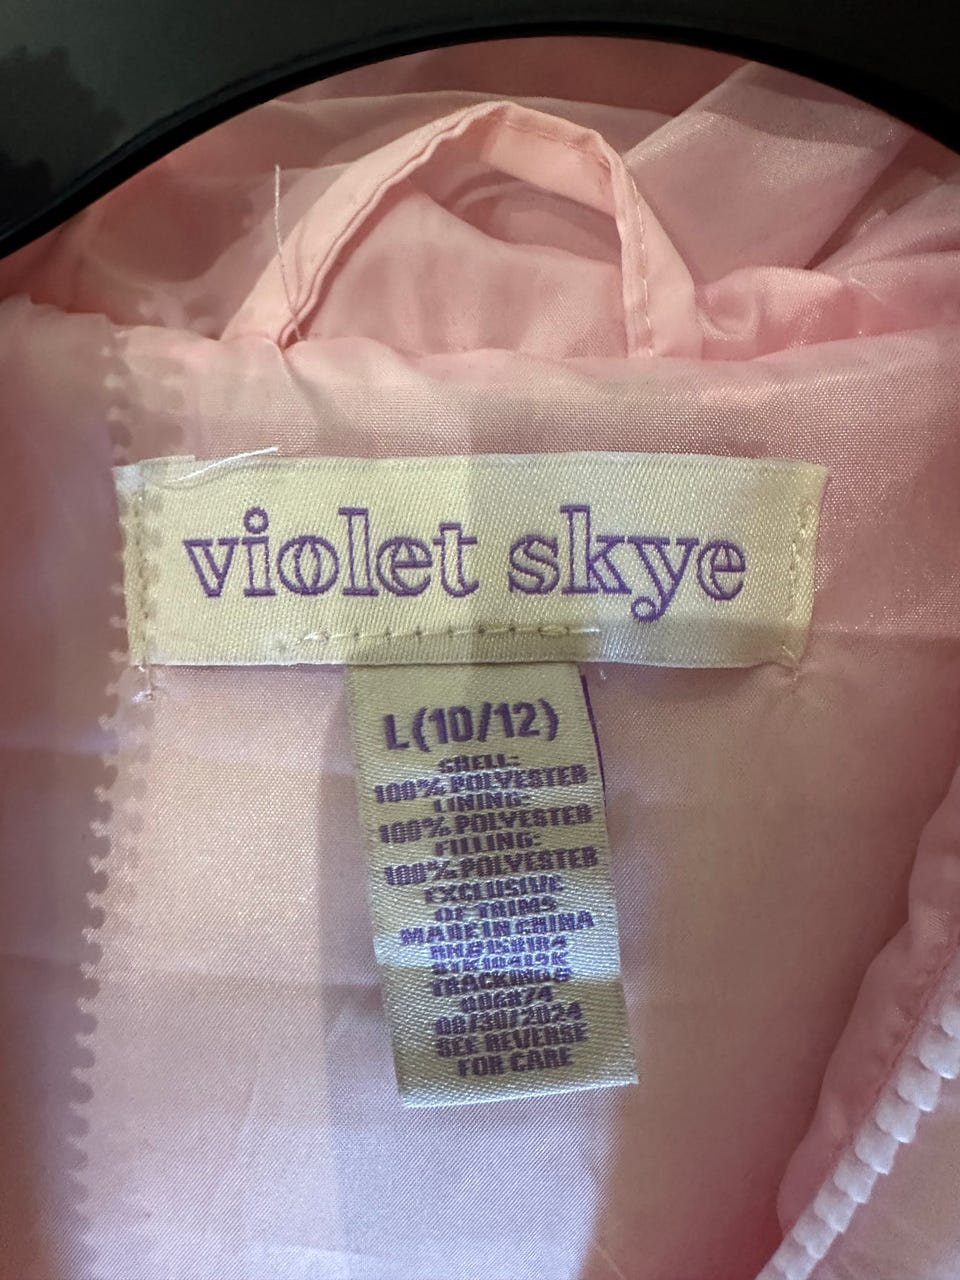 violet skye
L(10/12)
SHELL:
100% POLYESTER
LINING:
100% POLYESTER
FILLING:
100% POLYESTER
EXCLUSIVE
OF TRIMS
MADE IN CHINA
TRACKING#
08/30/2024
SEE REVERSE
FOR CARE